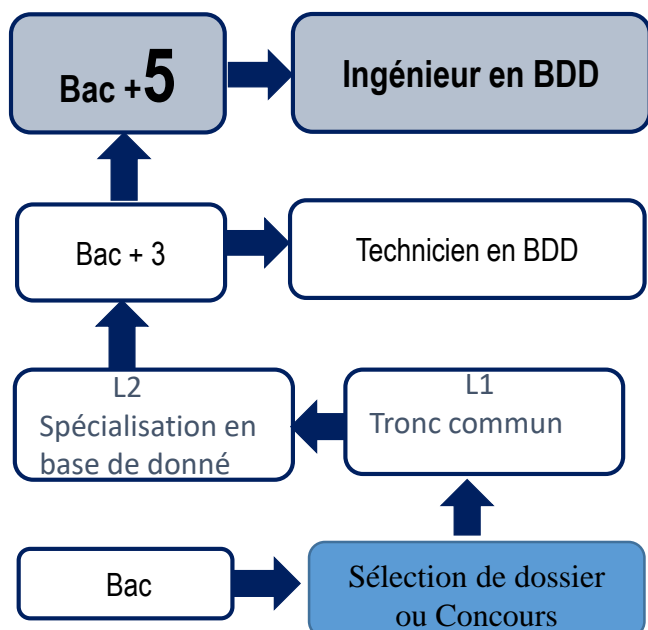 Bac +5
Ingénieur en BDD
Bac + 3
Technicien en BDD
L2
Spécialisation en
base de donné
L1
Tronc commun
Bac
Sélection de dossier
ou Concours